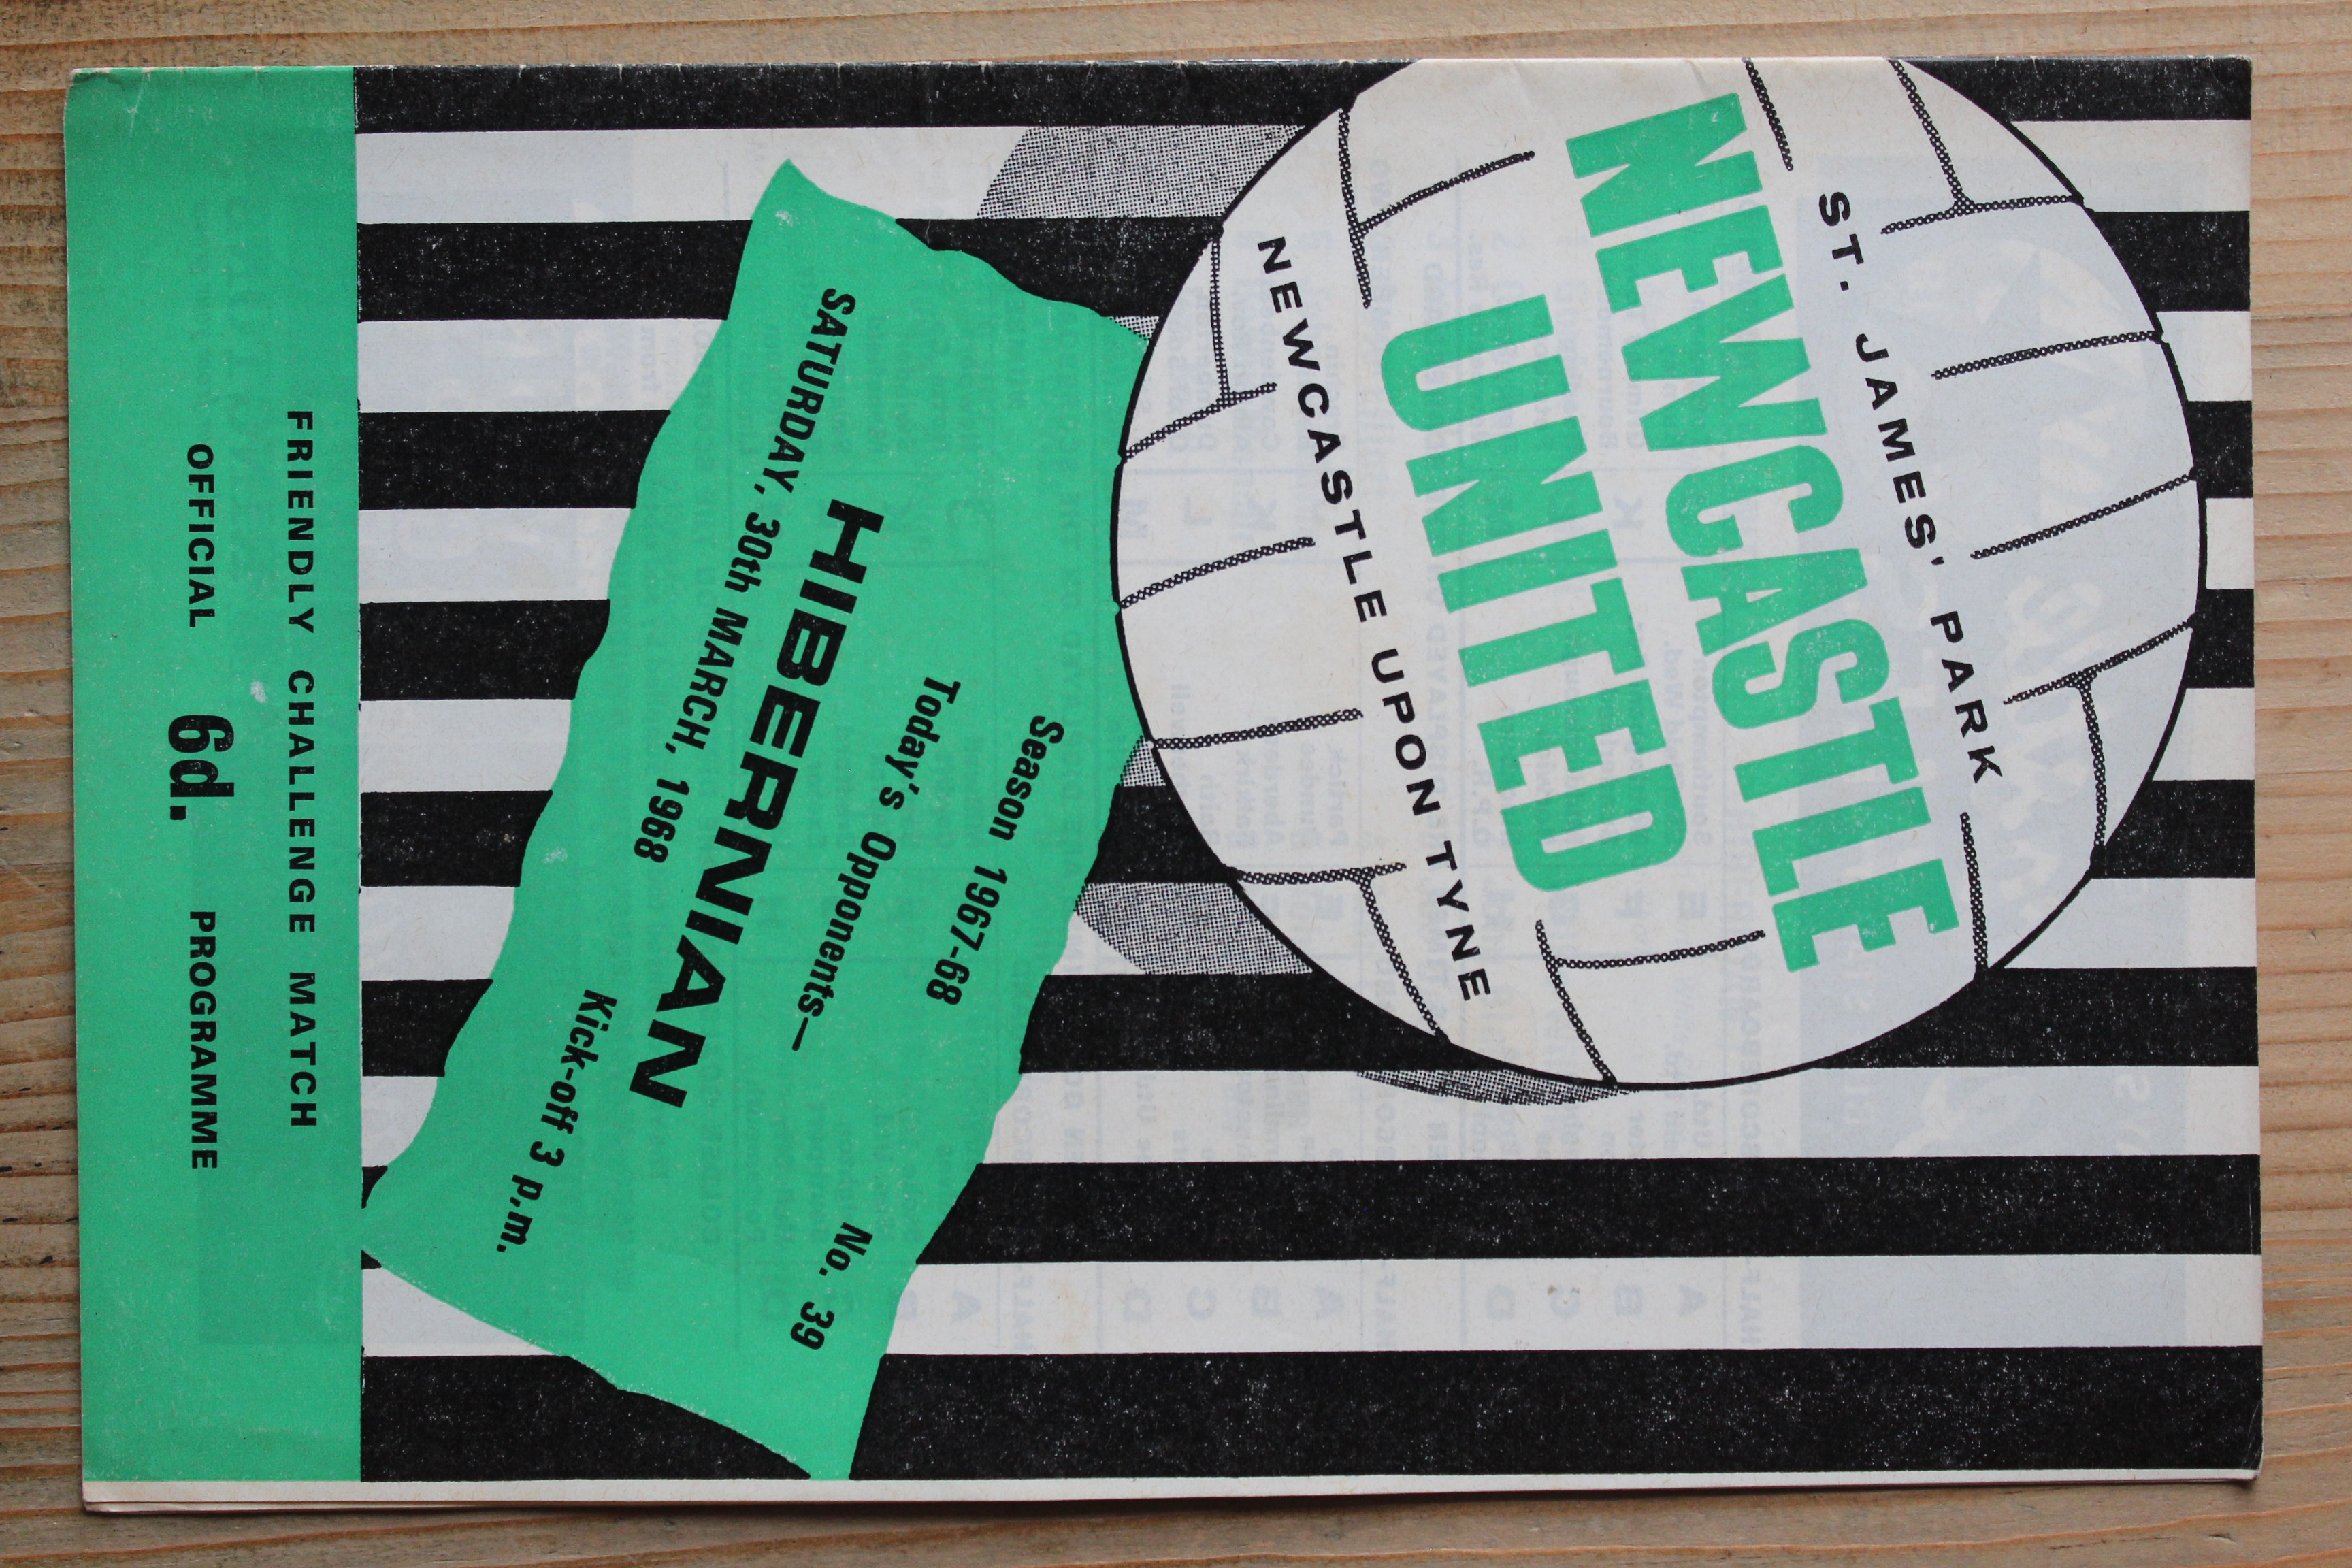 ST. JAMES' PARK
NEWCASTLE
UNITED
NEWCASTLE UPON TYNE
Season 1967-68
No. 39
Today's Opponents—
HIBERNIAN
SATURDAY, 30th MARCH, 1968
Kick-off 3 p.m.
FRIENDLY CHALLENGE MATCH
OFFICIAL 6d. PROGRAMME